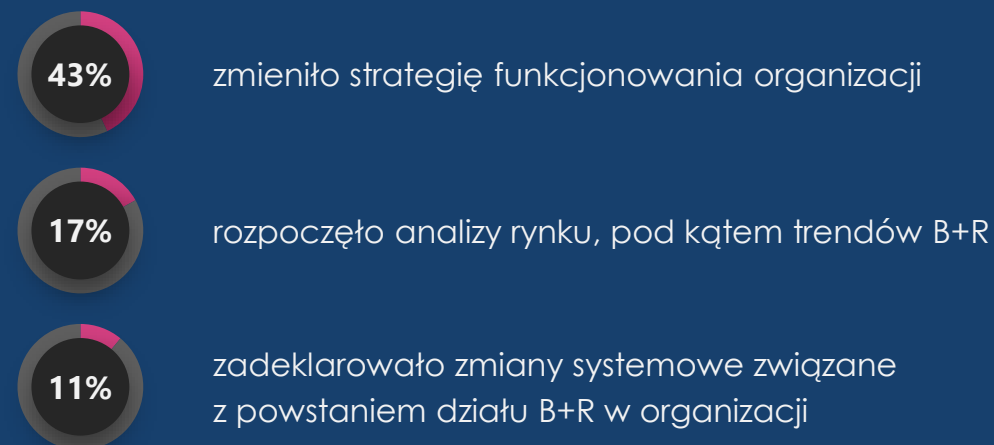 43%
zmieniło strategię funkcjonowania organizacji
17%
rozpoczęło analizy rynku, pod kątem trendów B+R
11%
zadeklarowało zmiany systemowe związane
z powstaniem działu B+R w organizacji